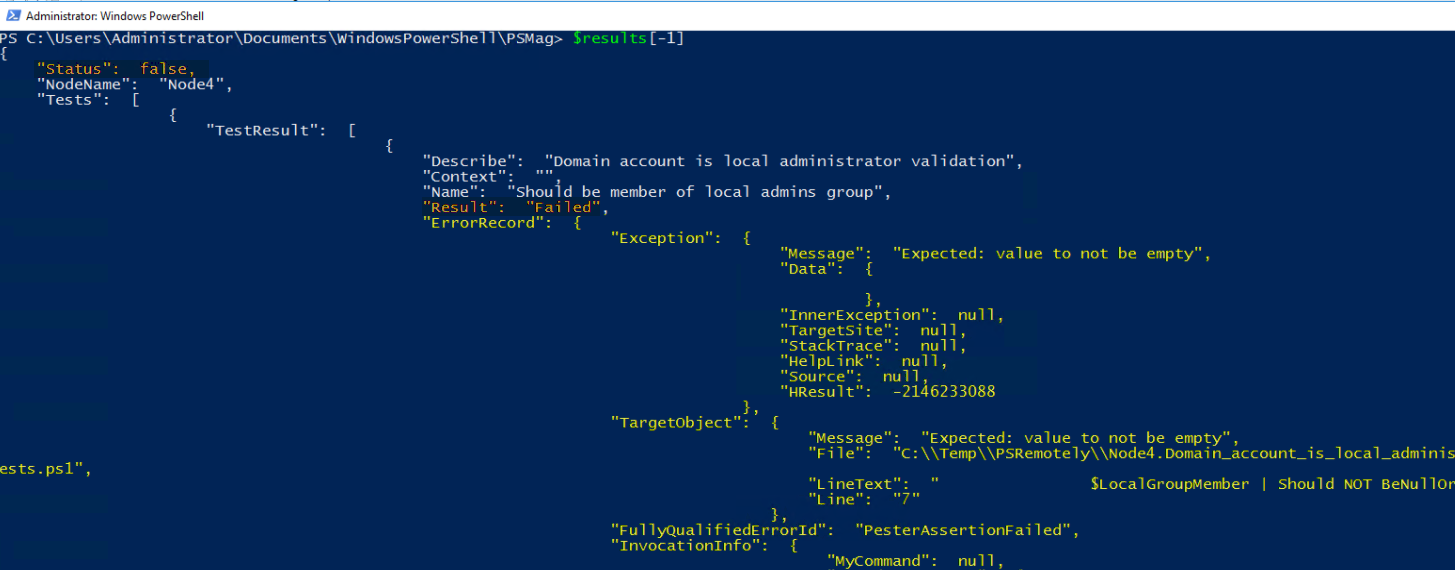 Administrator: Windows PowerShell
PS C:\Users\Administrator\Documents\WindowsPowerShell\PSMag> $results[-1]
{
"Status":  false,
"NodeName":  "Node4",
"Tests":  [
{
"TestResult":  [
{
"Describe":  "Domain account is local administrator validation",
"Context":  "",
"Name":  "Should be member of local admins group",
"Result":  "Failed",
"ErrorRecord":  {
"Exception":  {
"Message":  "Expected: value to not be empty",
"Data":  {
},
"InnerException":  null,
"TargetSite":  null,
"StackTrace":  null,
"HelpLink":  null,
"Source":  null,
"HResult":  -2146233088
},
"TargetObject":  {
"Message":  "Expected: value to not be empty",
"File":  "C:\\Temp\\PSRemotely\\Node4.Domain_account_is_local_adminis
ests.ps1",
"LineText":  "                $LocalGroupMember | Should NOT BeNullOr
"Line":  "7"
},
"FullyQualifiedErrorId":  "PesterAssertionFailed",
"InvocationInfo":  {
"MyCommand":  null,